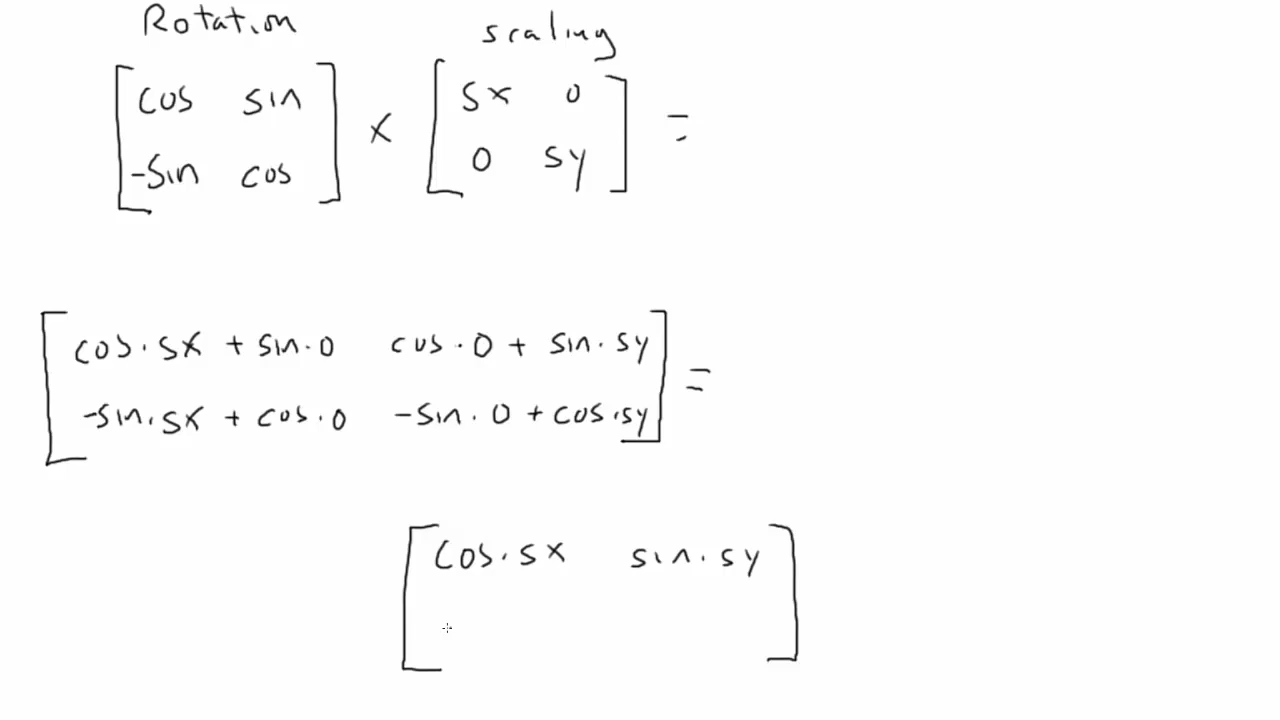 Rotation scaling
[cos sin] × [sx 0] =
[-sin cos] [0 sy]
[cos·sx + sin·0 cos·0 + sin·sy] =
[-sin·sx + cos·0 -sin·0 + cos·sy]
[cos·sx sin·sy]